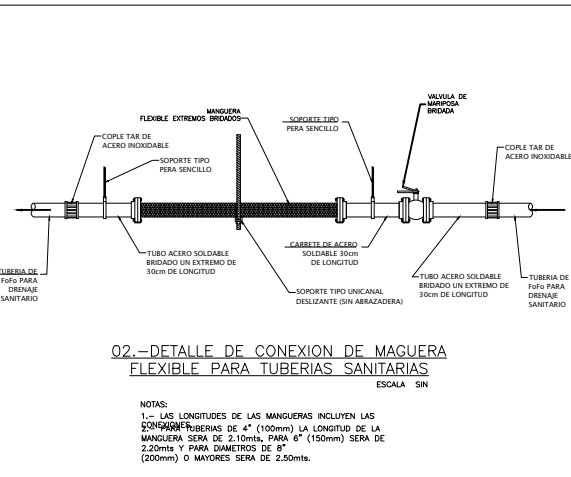 VALVULA DE
MARIPOSA
BRIDADA
MANGUERA
FLEXIBLE EXTREMOS BRIDADOS
SOPORTE TIPO
PERA SENCILLO
COPLE TAR DE
ACERO INOXIDABLE
SOPORTE TIPO
PERA SENCILLO
COPLE TAR DE
ACERO INOXIDABLE
TUBERIA DE
FoFo PARA
DRENAJE
SANITARIO
TUBO ACERO SOLDABLE
BRIDADO UN EXTREMO DE
30cm DE LONGITUD
CARRETE DE ACERO
SOLDABLE 30cm
DE LONGITUD
SOPORTE TIPO UNICANAL
DESLIZANTE (SIN ABRAZADERA)
TUBO ACERO SOLDABLE
BRIDADO UN EXTREMO DE
30cm DE LONGITUD
TUBERIA DE
FoFo PARA
DRENAJE
SANITARIO
02.-DETALLE DE CONEXION DE MAGUERA
FLEXIBLE PARA TUBERIAS SANITARIAS
ESCALA SIN
NOTAS:
1.- LAS LONGITUDES DE LAS MANGUERAS INCLUYEN LAS
CONEXIONES
2.- PARA TUBERIAS DE 4" (100mm) LA LONGITUD DE LA
MANGUERA SERA DE 2.10mts, PARA 6" (150mm) SERA DE
2.20mts Y PARA DIAMETROS DE 8"
(200mm) O MAYORES SERA DE 2.50mts.